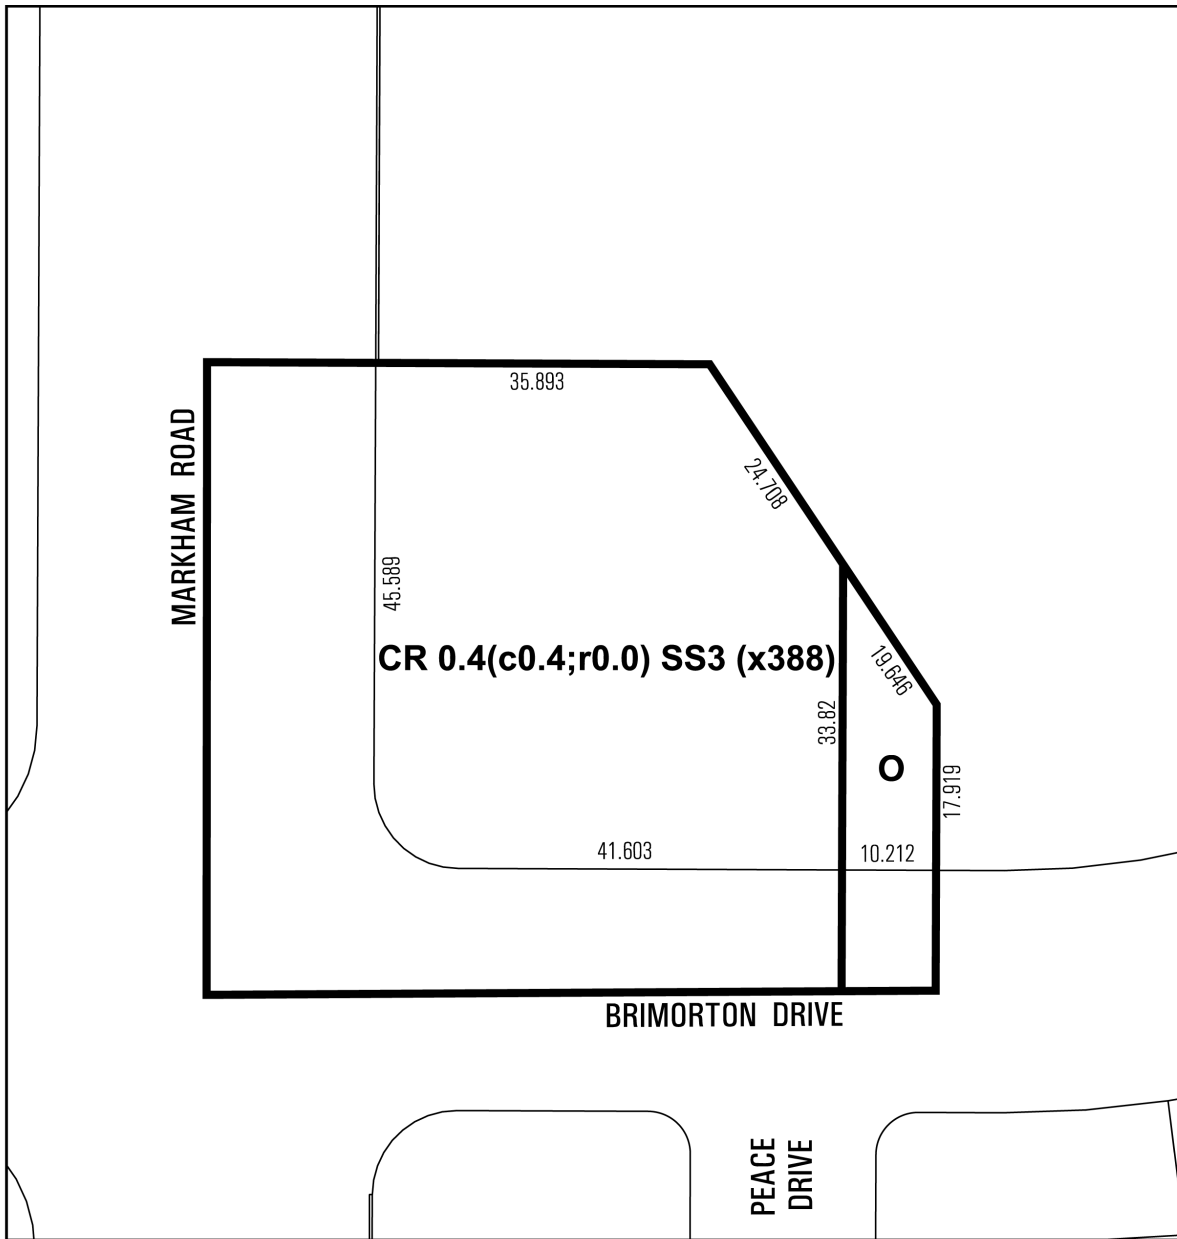 35.893
MARKHAM ROAD
24.708
45.589
CR 0.4(c0.4;r0.0) SS3 (x388)
19.646
33.82
O
17.919
41.603
10.212
BRIMORTON DRIVE
PEACE
DRIVE